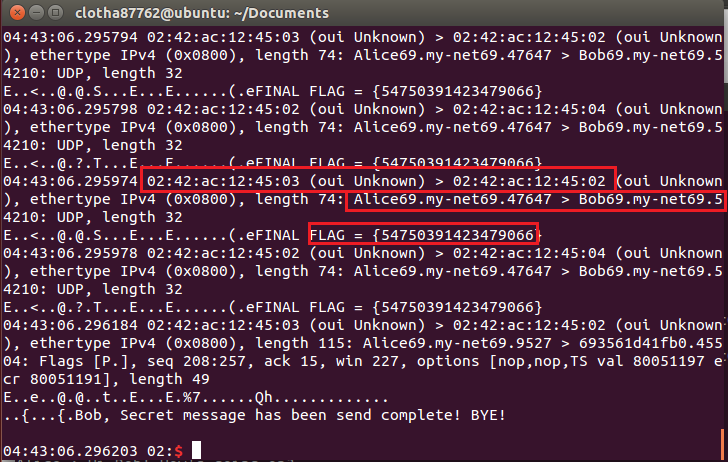 clotha87762@ubuntu: ~/Documents
04:43:06.295794 02:42:ac:12:45:03 (oui Unknown) > 02:42:ac:12:45:02 (oui Unknown
), ethertype IPv4 (0x0800), length 74: Alice69.my-net69.47647 > Bob69.my-net69.5
4210: UDP, length 32
E..<..@.@.S...E...E......(.eFINAL FLAG = {54750391423479066}
04:43:06.295798 02:42:ac:12:45:02 (oui Unknown) > 02:42:ac:12:45:04 (oui Unknown
), ethertype IPv4 (0x0800), length 74: Alice69.my-net69.47647 > Bob69.my-net69.5
4210: UDP, length 32
E..<..@.?.T...E...E......(.eFINAL FLAG = {54750391423479066}
04:43:06.295974 02:42:ac:12:45:03 (oui Unknown) > 02:42:ac:12:45:02 (oui Unknown
), ethertype IPv4 (0x0800), length 74: Alice69.my-net69.47647 > Bob69.my-net69.5
4210: UDP, length 32
E..<..@.@.S...E...E......(.eFINAL FLAG = {54750391423479066}
04:43:06.295978 02:42:ac:12:45:02 (oui Unknown) > 02:42:ac:12:45:04 (oui Unknown
), ethertype IPv4 (0x0800), length 74: Alice69.my-net69.47647 > Bob69.my-net69.5
4210: UDP, length 32
E..<..@.?.T...E...E......(.eFINAL FLAG = {54750391423479066}
04:43:06.296184 02:42:ac:12:45:03 (oui Unknown) > 02:42:ac:12:45:02 (oui Unknown
), ethertype IPv4 (0x0800), length 115: Alice69.my-net69.9527 > 693561d41fb0.455
04: Flags [P.], seq 208:257, ack 15, win 227, options [nop,nop,TS val 80051197 e
cr 80051191], length 49
E..e..@.@..t..E...E.%7......Qh.............
..{...{.Bob, Secret message has been send complete! BYE!
04:43:06.296203 02:$